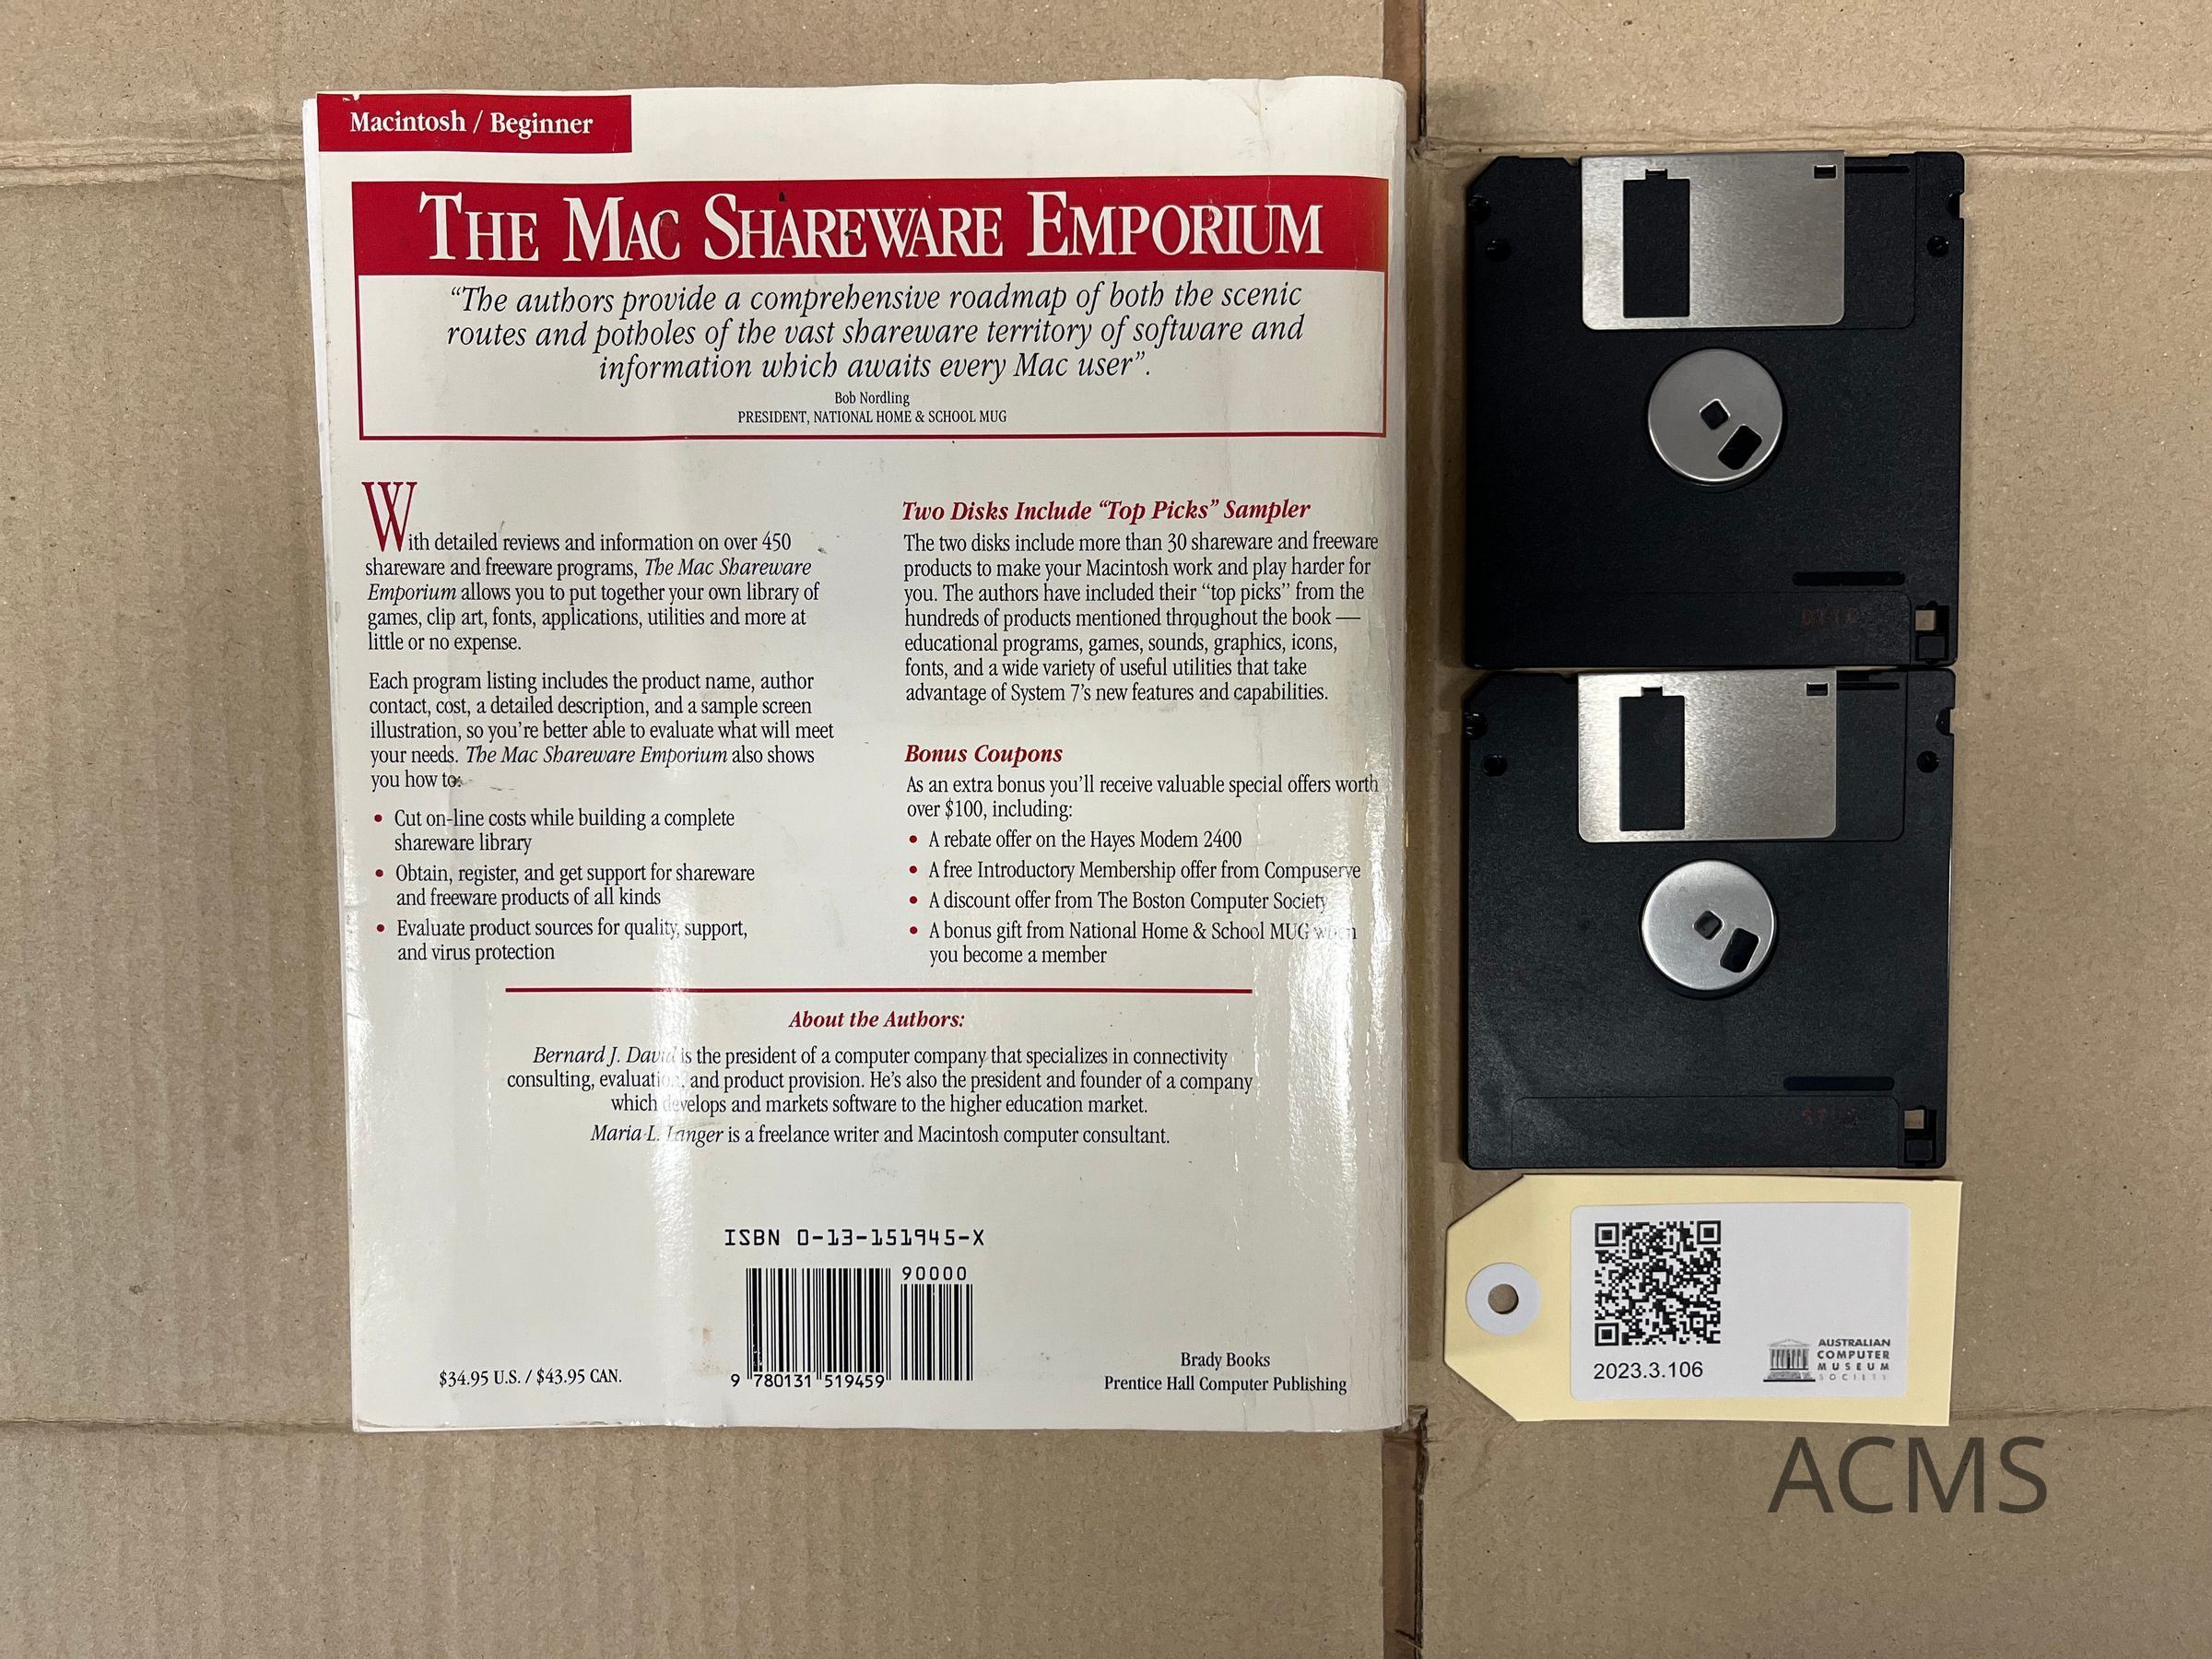 Macintosh / Beginner
THE MAC SHAREWARE EMPORIUM
“The authors provide a comprehensive roadmap of both the scenic
routes and potholes of the vast shareware territory of software and
information which awaits every Mac user”.
Bob Nordling
PRESIDENT, NATIONAL HOME & SCHOOL MUG
With detailed reviews and information on over 450
shareware and freeware programs, The Mac Shareware
Emporium allows you to put together your own library of
games, clip art, fonts, applications, utilities and more at
little or no expense.
Each program listing includes the product name, author
contact, cost, a detailed description, and a sample screen
illustration, so you’re better able to evaluate what will meet
your needs. The Mac Shareware Emporium also shows
you how to:
• Cut on-line costs while building a complete
shareware library
• Obtain, register, and get support for shareware
and freeware products of all kinds
• Evaluate product sources for quality, support,
and virus protection
Two Disks Include “Top Picks” Sampler
The two disks include more than 30 shareware and freeware
products to make your Macintosh work and play harder for
you. The authors have included their “top picks” from the
hundreds of products mentioned throughout the book —
educational programs, games, sounds, graphics, icons,
fonts, and a wide variety of useful utilities that take
advantage of System 7’s new features and capabilities.
Bonus Coupons
As an extra bonus you’ll receive valuable special offers worth
over $100, including:
• A rebate offer on the Hayes Modem 2400
• A free Introductory Membership offer from Compuserve
• A discount offer from The Boston Computer Society
• A bonus gift from National Home & School MUG when
you become a member
About the Authors:
Bernard J. David is the president of a computer company that specializes in connectivity
consulting, evaluation, and product provision. He’s also the president and founder of a company
which develops and markets software to the higher education market.
Maria L. Langer is a freelance writer and Macintosh computer consultant.
ISBN 0-13-151945-X
90000
9 780131 519459
$34.95 U.S. / $43.95 CAN.
Brady Books
Prentice Hall Computer Publishing
2023.3.106
AUSTRALIAN
COMPUTER
MUSEUM
SOCIETY
ACMS